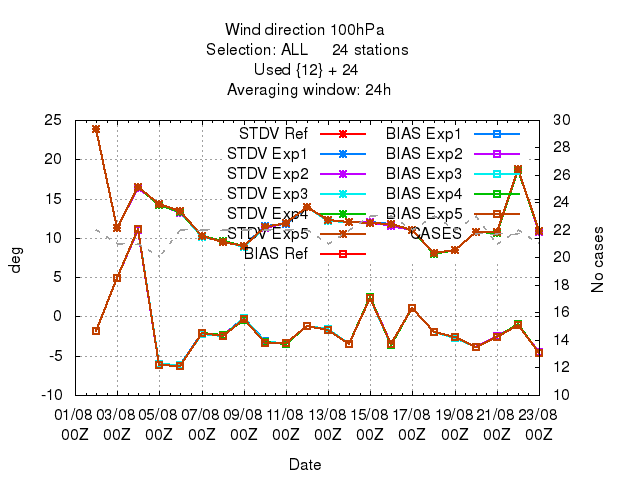 Wind direction 100hPa
Selection: ALL 24 stations
Used {12} + 24
Averaging window: 24h
25 30
20 28
15 26
10 24
5 22
0 20
-5 18
-10 16
14
12
10
deg
No cases
STDV Ref BIAS Exp1
STDV Exp1 BIAS Exp2
STDV Exp2 BIAS Exp3
STDV Exp3 BIAS Exp4
STDV Exp4 BIAS Exp5
STDV Exp5 CASES
BIAS Ref
01/08 03/08 05/08 07/08 09/08 11/08 13/08 15/08 17/08 19/08 21/08 23/08
00Z 00Z 00Z 00Z 00Z 00Z 00Z 00Z 00Z 00Z 00Z 00Z
Date